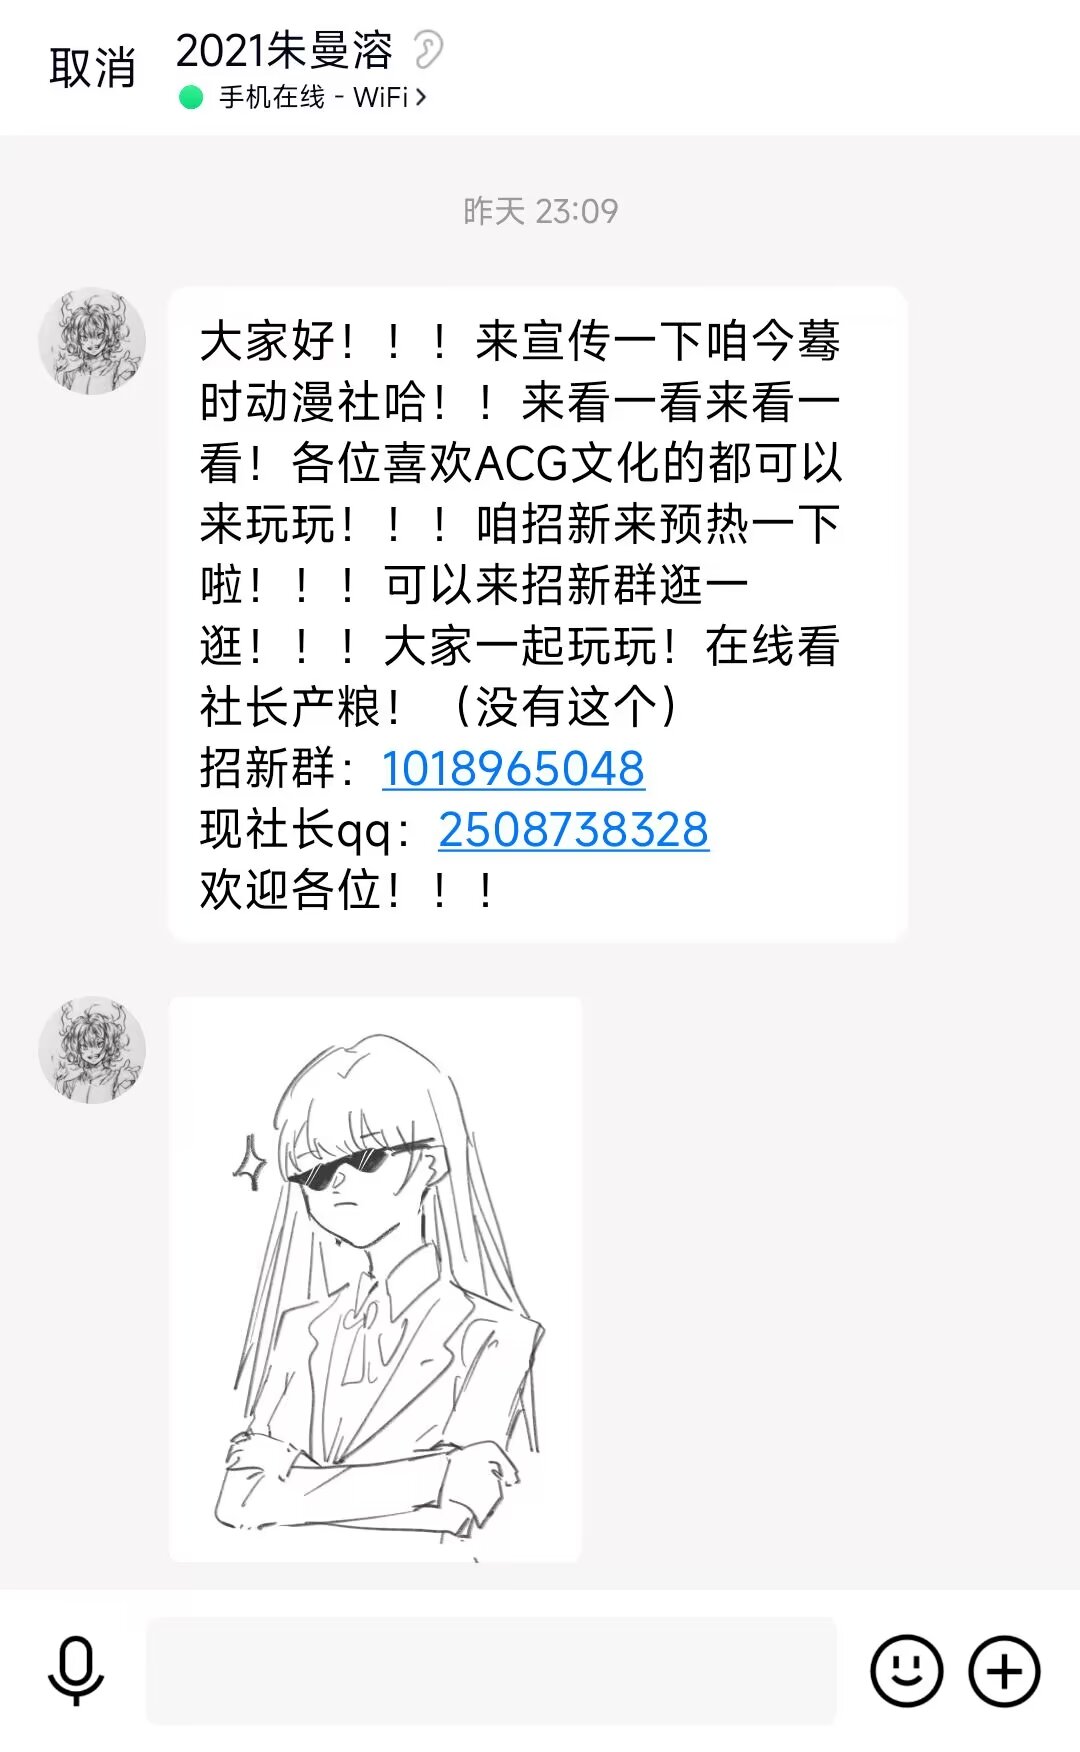 取消
2021朱曼溶
手机在线 - WiFi
昨天 23:09
大家好！！！来宣传一下咱今蓦
时动漫社哈！！来看一看来看一
看！各位喜欢ACG文化的都可以
来玩玩！！！咱招新来预热一下
啦！！！可以来招新群逛一
逛！！！大家一起玩玩！在线看
社长产粮！（没有这个）
招新群：1018965048
现社长qq：2508738328
欢迎各位！！！